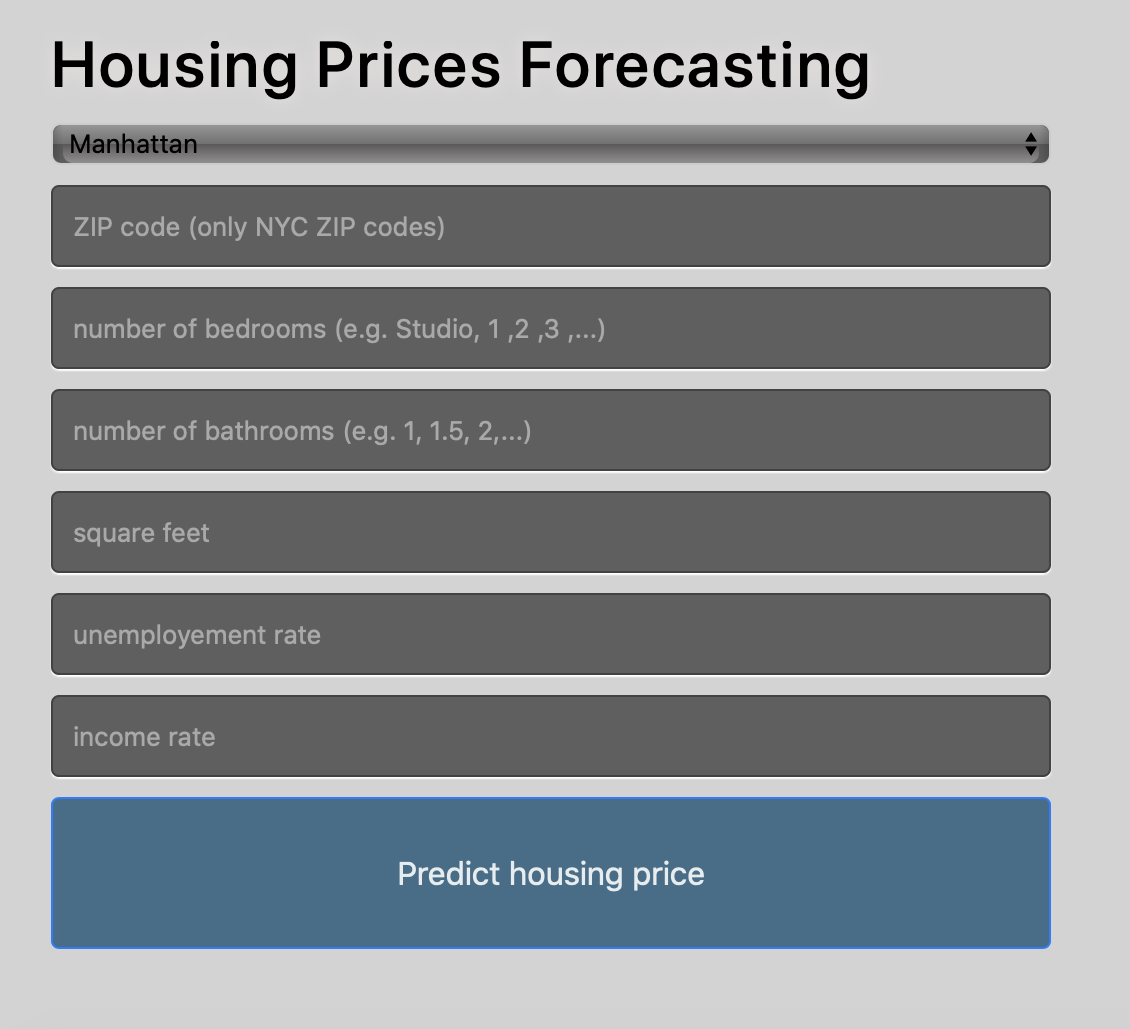 Housing Prices Forecasting
Manhattan
ZIP code (only NYC ZIP codes)
number of bedrooms (e.g. Studio, 1 ,2 ,3 ,...)
number of bathrooms (e.g. 1, 1.5, 2,...)
square feet
unemployement rate
income rate
Predict housing price